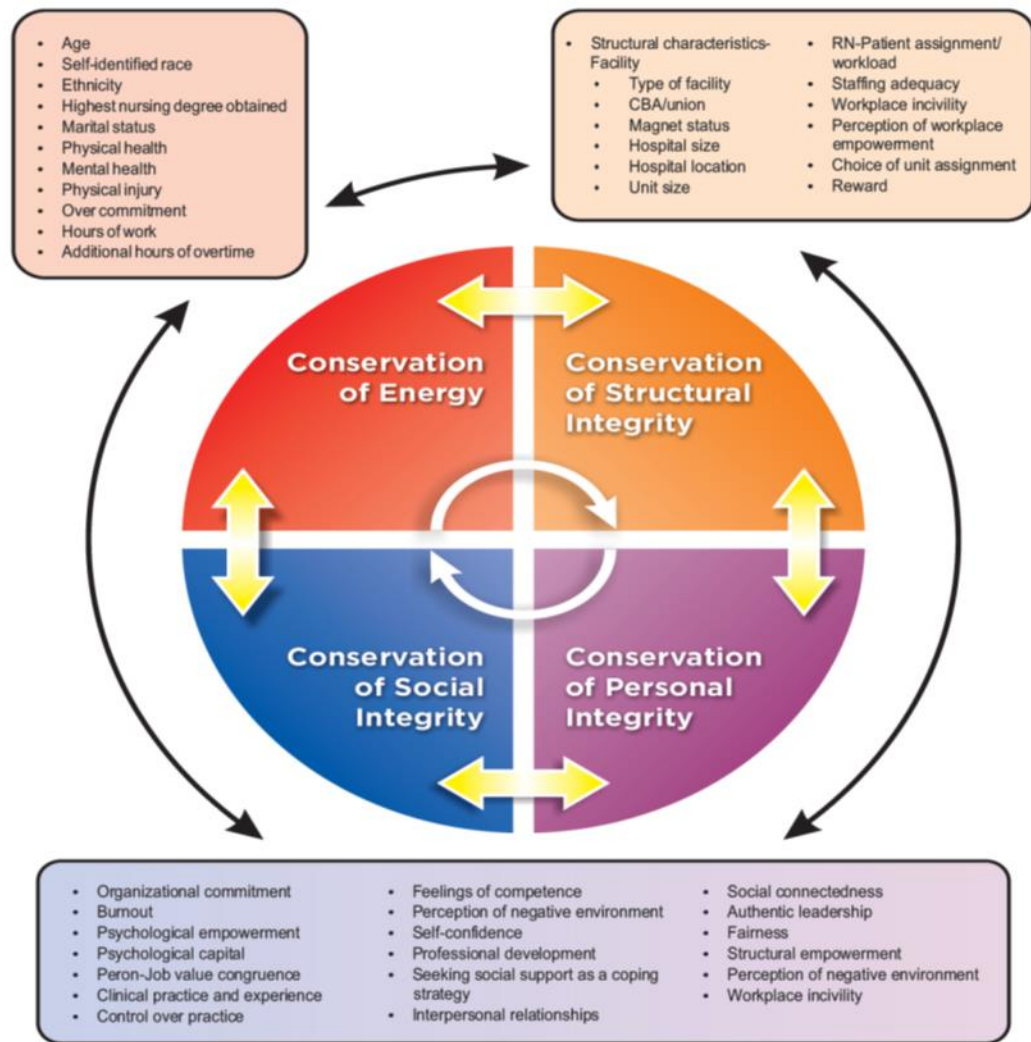 • Age
• Self-identified race
• Ethnicity
• Highest nursing degree obtained
• Marital status
• Physical health
• Mental health
• Physical injury
• Over commitment
• Hours of work
• Additional hours of overtime
• Structural characteristics-
Facility
• Type of facility
• CBA/union
• Magnet status
• Hospital size
• Hospital location
• Unit size
• RN-Patient assignment/
workload
• Staffing adequacy
• Workplace incivility
• Perception of workplace
empowerment
• Choice of unit assignment
• Reward
Conservation
of Energy
Conservation
of Structural
Integrity
Conservation
of Social
Integrity
Conservation
of Personal
Integrity
• Organizational commitment
• Burnout
• Psychological empowerment
• Psychological capital
• Peron-Job value congruence
• Clinical practice and experience
• Control over practice
• Feelings of competence
• Perception of negative environment
• Self-confidence
• Professional development
• Seeking social support as a coping
strategy
• Interpersonal relationships
• Social connectedness
• Authentic leadership
• Fairness
• Structural empowerment
• Perception of negative environment
• Workplace incivility